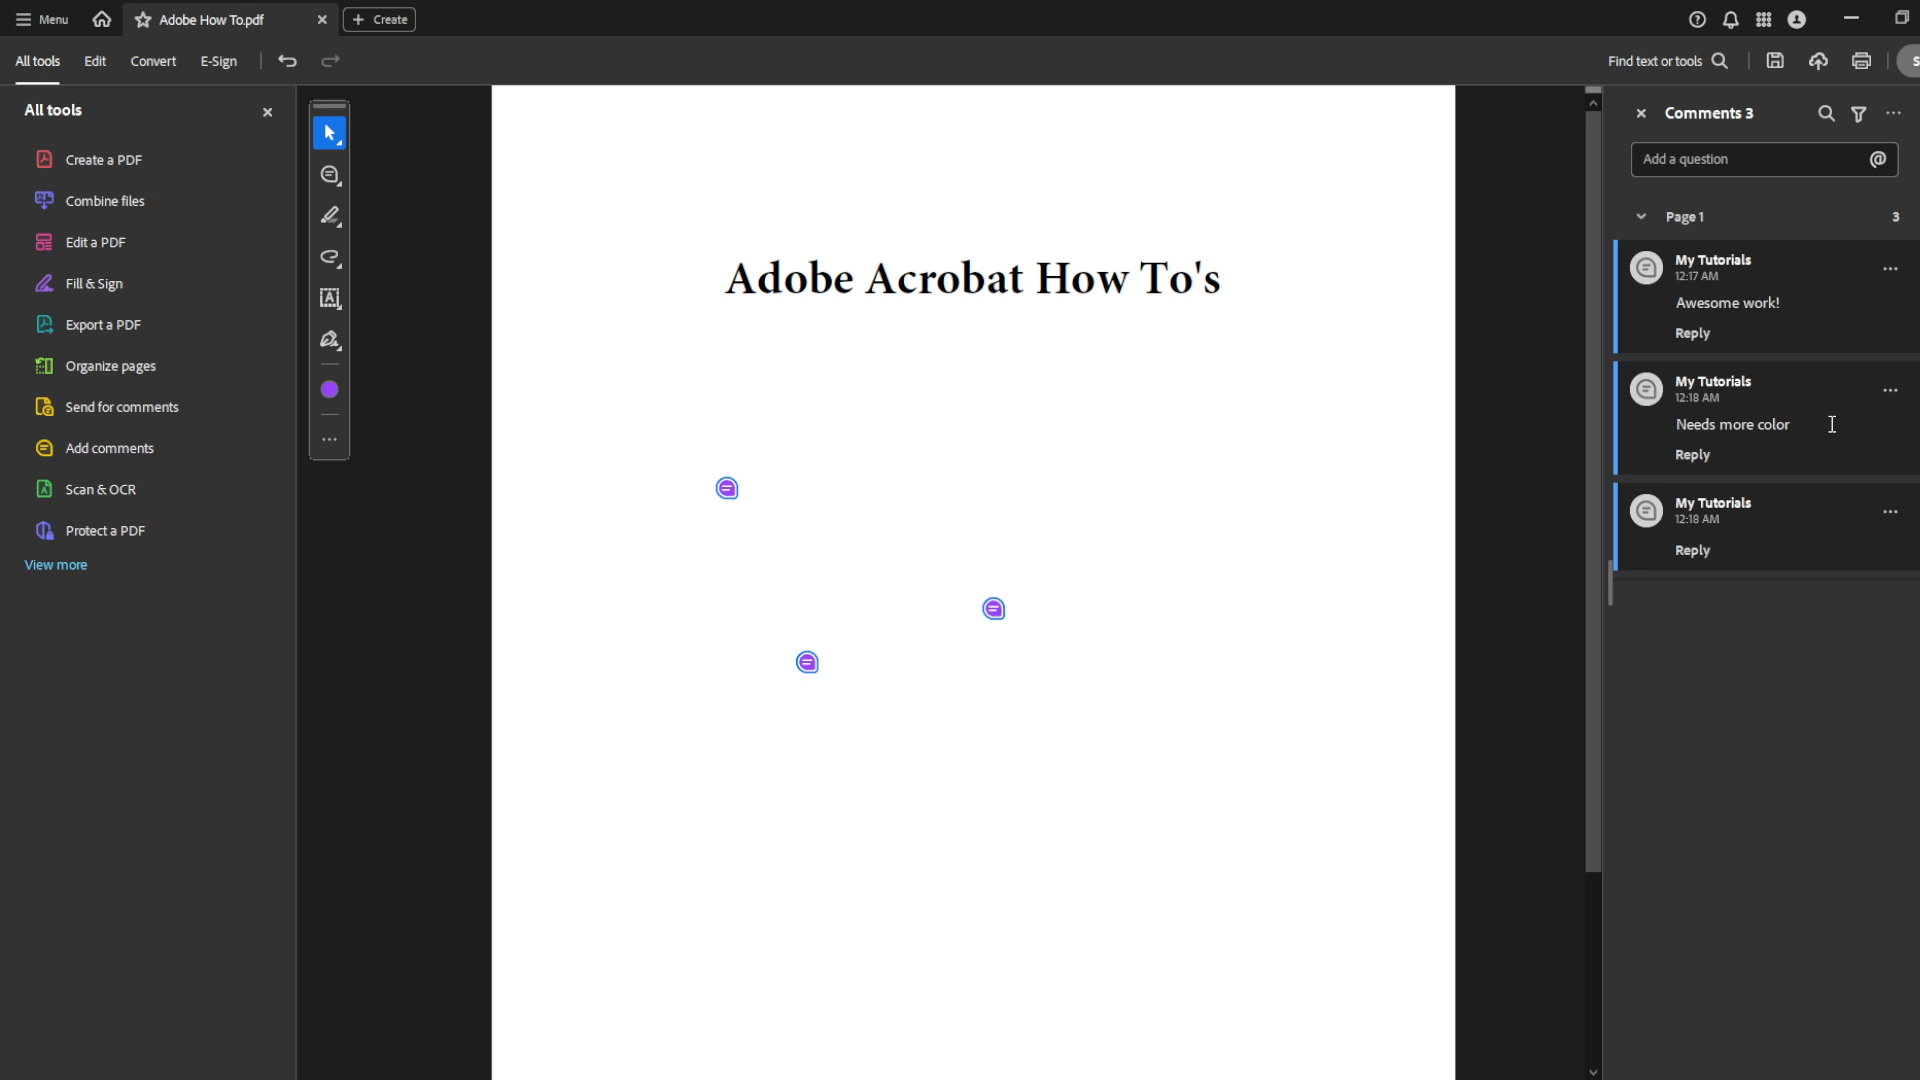 Menu
Adobe How To.pdf
Create
All tools
Edit
Convert
E-Sign
Find text or tools
S
All tools
Create a PDF
Combine files
Edit a PDF
Fill & Sign
Export a PDF
Organize pages
Send for comments
Add comments
Scan & OCR
Protect a PDF
View more
Adobe Acrobat How To's
Comments 3
Add a question
@
Page 1
3
My Tutorials
12:17 AM
Awesome work!
Reply
My Tutorials
12:18 AM
Needs more color
Reply
My Tutorials
12:18 AM
Reply